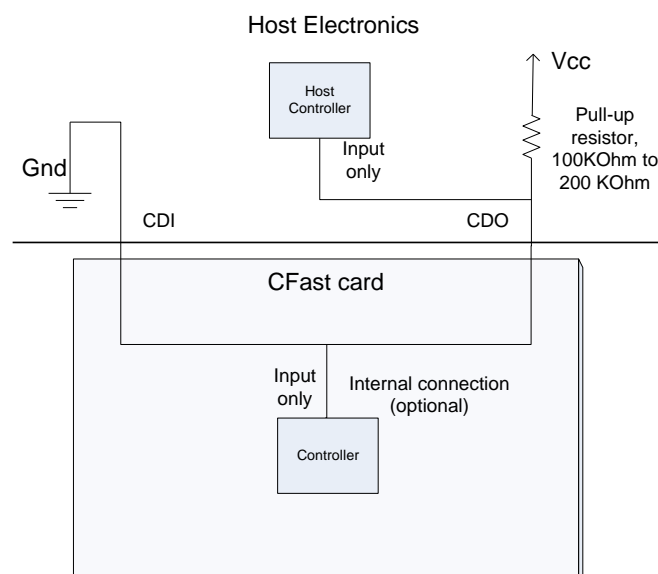 Host Electronics
Vcc
Host
Controller
Pull-up
resistor,
100KOhm to
200 KOhm
Input
only
Gnd
CDI
CDO
CFast card
Input
only
Internal connection
(optional)
Controller